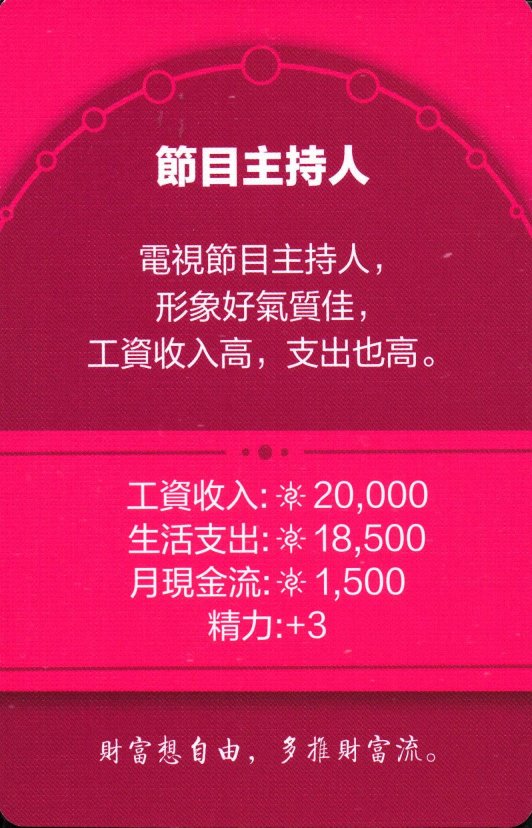 節目主持人
電視節目主持人，
形象好氣質佳，
工資收入高，支出也高。
工資收入: 20,000
生活支出: 18,500
月現金流: 1,500
精力:+3
財富想自由，多推財富流。